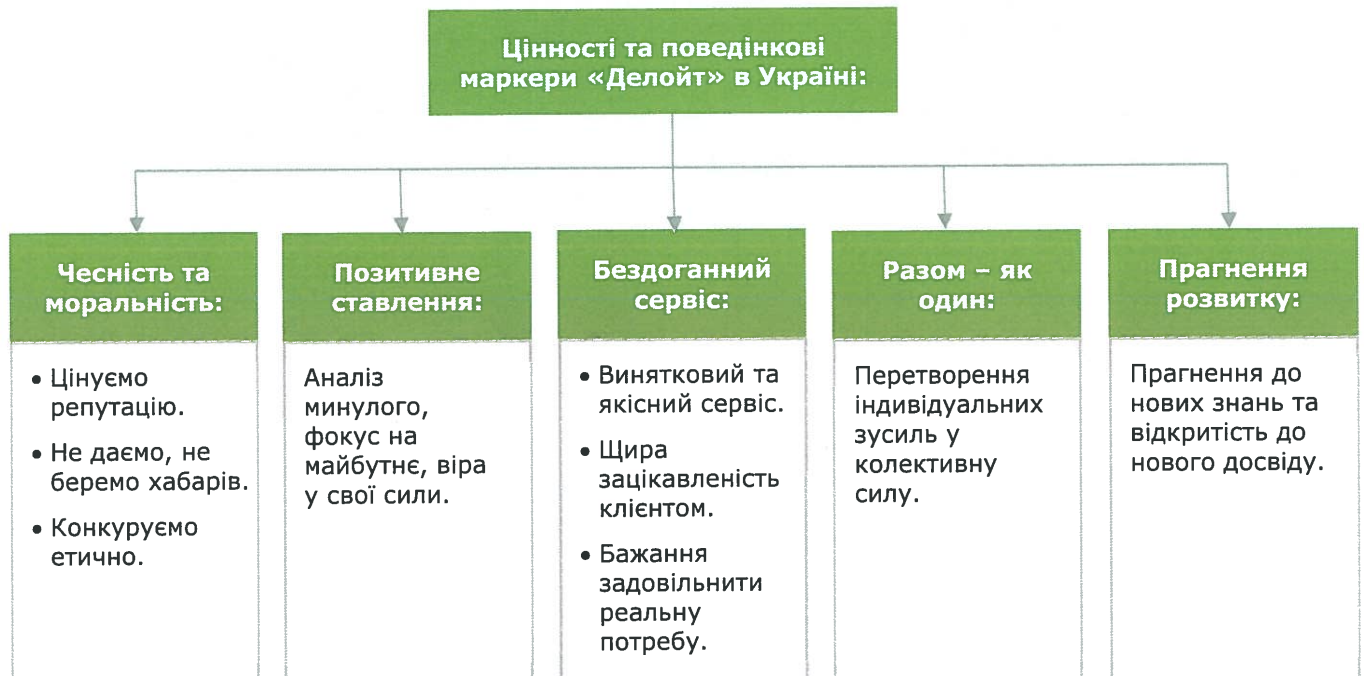 Цінності та поведінкові
маркери «Делойт» в Україні:
Чесність та
моральність:
• Цінуємо
репутацію.
• Не даємо, не
беремо хабарів.
• Конкуруємо
етично.
Позитивне
ставлення:
Аналіз
минулого,
фокус на
майбутнє, віра
у свої сили.
Бездоганний
сервіс:
• Винятковий та
якісний сервіс.
• Щира
зацікавленість
клієнтом.
• Бажання
задовільнити
реальну
потребу.
Разом – як
один:
Перетворення
індивідуальних
зусиль у
колективну
силу.
Прагнення
розвитку:
Прагнення до
нових знань та
відкритість до
нового досвіду.